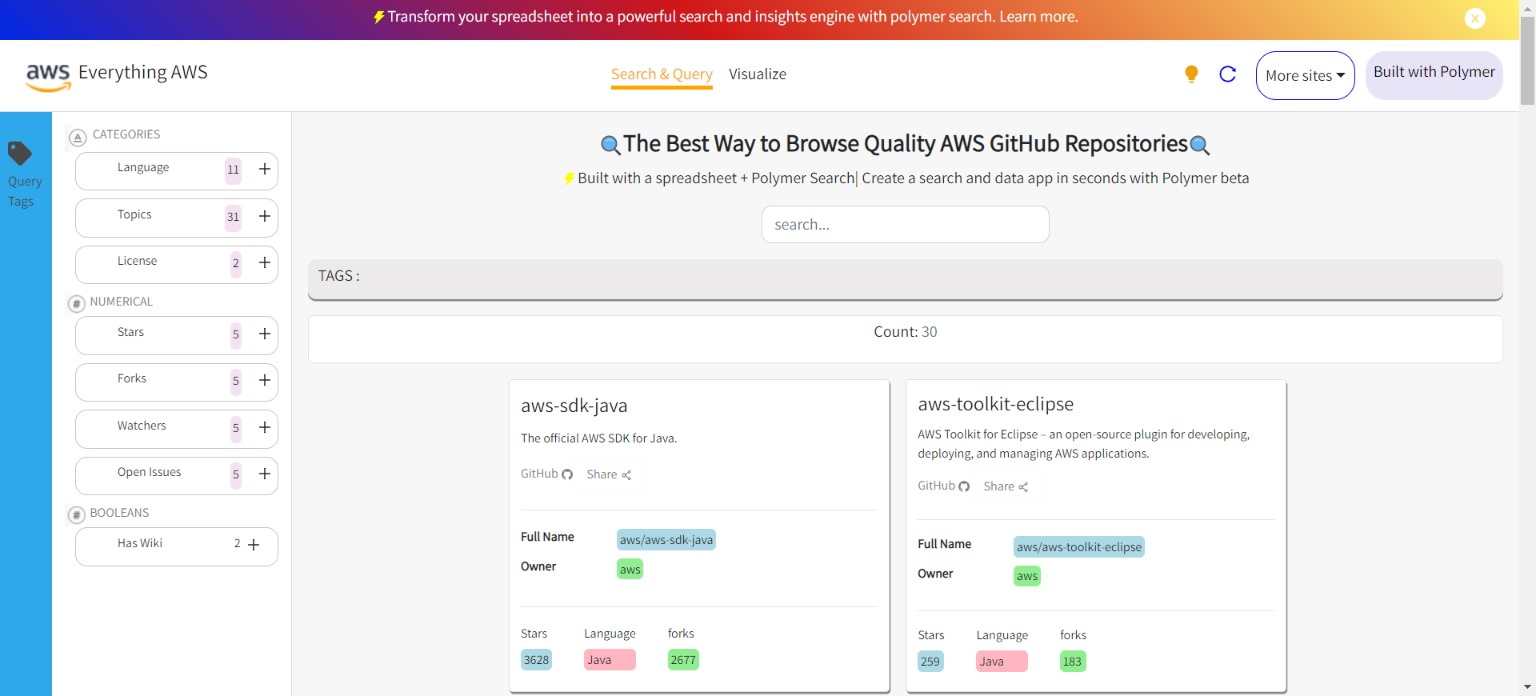 ⚡Transform your spreadsheet into a powerful search and insights engine with polymer search. Learn more.
x
aws Everything AWS
Search & Query
Visualize
More sites
Built with Polymer
Query
Tags
A CATEGORIES
Language 11 +
Topics 31 +
License 2 +
# NUMERICAL
Stars 5 +
Forks 5 +
Watchers 5 +
Open Issues 5 +
# BOOLEANS
Has Wiki 2 +
🔍The Best Way to Browse Quality AWS GitHub Repositories🔍
⚡Built with a spreadsheet + Polymer Search| Create a search and data app in seconds with Polymer beta
search...
TAGS :
Count: 30
aws-sdk-java
The official AWS SDK for Java.
GitHub Share
Full Name aws/aws-sdk-java
Owner aws
Stars Language forks
3628 Java 2677
aws-toolkit-eclipse
AWS Toolkit for Eclipse – an open-source plugin for developing,
deploying, and managing AWS applications.
GitHub Share
Full Name aws/aws-toolkit-eclipse
Owner aws
Stars Language forks
259 Java 183